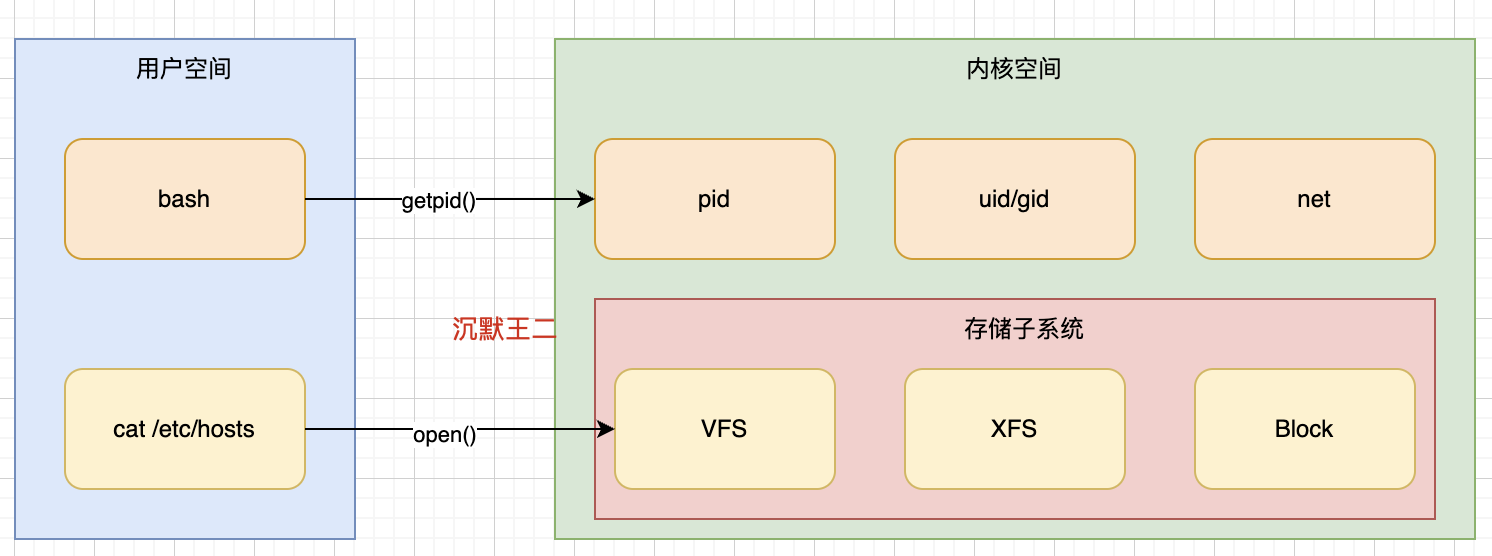 用户空间
内核空间
bash
getpid()
pid
uid/gid
net
沉默王二
存储子系统
cat /etc/hosts
open()
VFS
XFS
Block